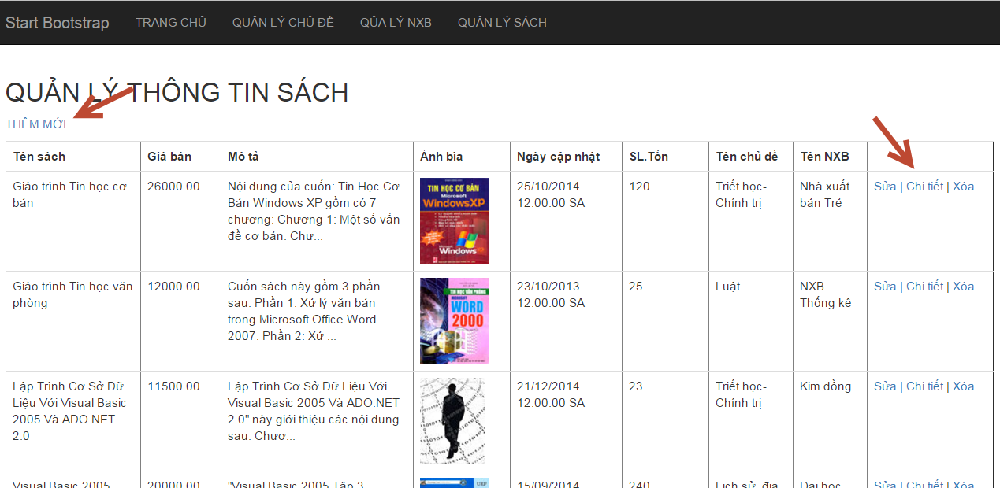 Start Bootstrap TRANG CHỦ QUẢN LÝ CHỦ ĐỀ QỦA LÝ NXB QUẢN LÝ SÁCH
QUẢN LÝ THÔNG TIN SÁCH
THÊM MỚI
Tên sách Giá bán Mô tả Ảnh bìa Ngày cập nhật SL.Tồn Tên chủ đề Tên NXB
Giáo trình Tin học cơ
bản
26000.00
Nội dung của cuốn: Tin Học Cơ
Bản Windows XP gồm có 7
chương: Chương 1: Một số vấn
đề cơ bản. Chư...
TIN HỌC CƠ BẢN
Microsoft
WindowsXP
Microsoft
Windows xp
25/10/2014
12:00:00 SA
120
Triết học-
Chính trị
Nhà xuất
bản Trẻ
Sửa | Chi tiết | Xóa
Giáo trình Tin học văn
phòng
12000.00
Cuốn sách này gồm 3 phần
sau: Phần 1: Xử lý văn bản
trong Microsoft Office Word
2007. Phần 2: Xử ...
TIN HỌC VĂN PHÒNG
MICROSOFT
WORD
2000
23/10/2013
12:00:00 SA
25
Luật
NXB
Thống kê
Sửa | Chi tiết | Xóa
Lập Trình Cơ Sở Dữ
Liệu Với Visual Basic
2005 Và ADO.NET
2.0
11500.00
Lập Trình Cơ Sở Dữ Liệu Với
Visual Basic 2005 Và ADO.NET
2.0" này giới thiệu các nội dung
sau: Chươ...
21/12/2014
12:00:00 SA
23
Triết học-
Chính trị
Kim đồng
Sửa | Chi tiết | Xóa
Visual Basic 2005
20000.00
"Visual Basic 2005 Tập 3
15/09/2014
240
Lịch sử, địa
Đại học
Sửa | Chi tiết | Xóa